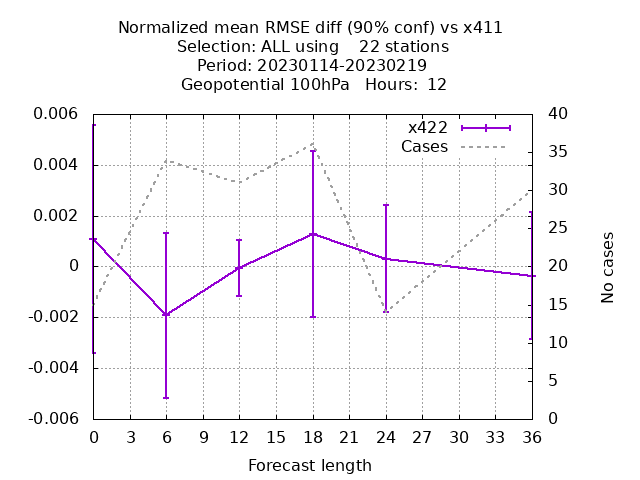 Normalized mean RMSE diff (90% conf) vs x411
Selection: ALL using 22 stations
Period: 20230114-20230219
Geopotential 100hPa Hours: 12
x422
Cases
0.006
0.004
0.002
0
-0.002
-0.004
-0.006
40
35
30
25
20
15
10
5
0
No cases
0 3 6 9 12 15 18 21 24 27 30 33 36
Forecast length